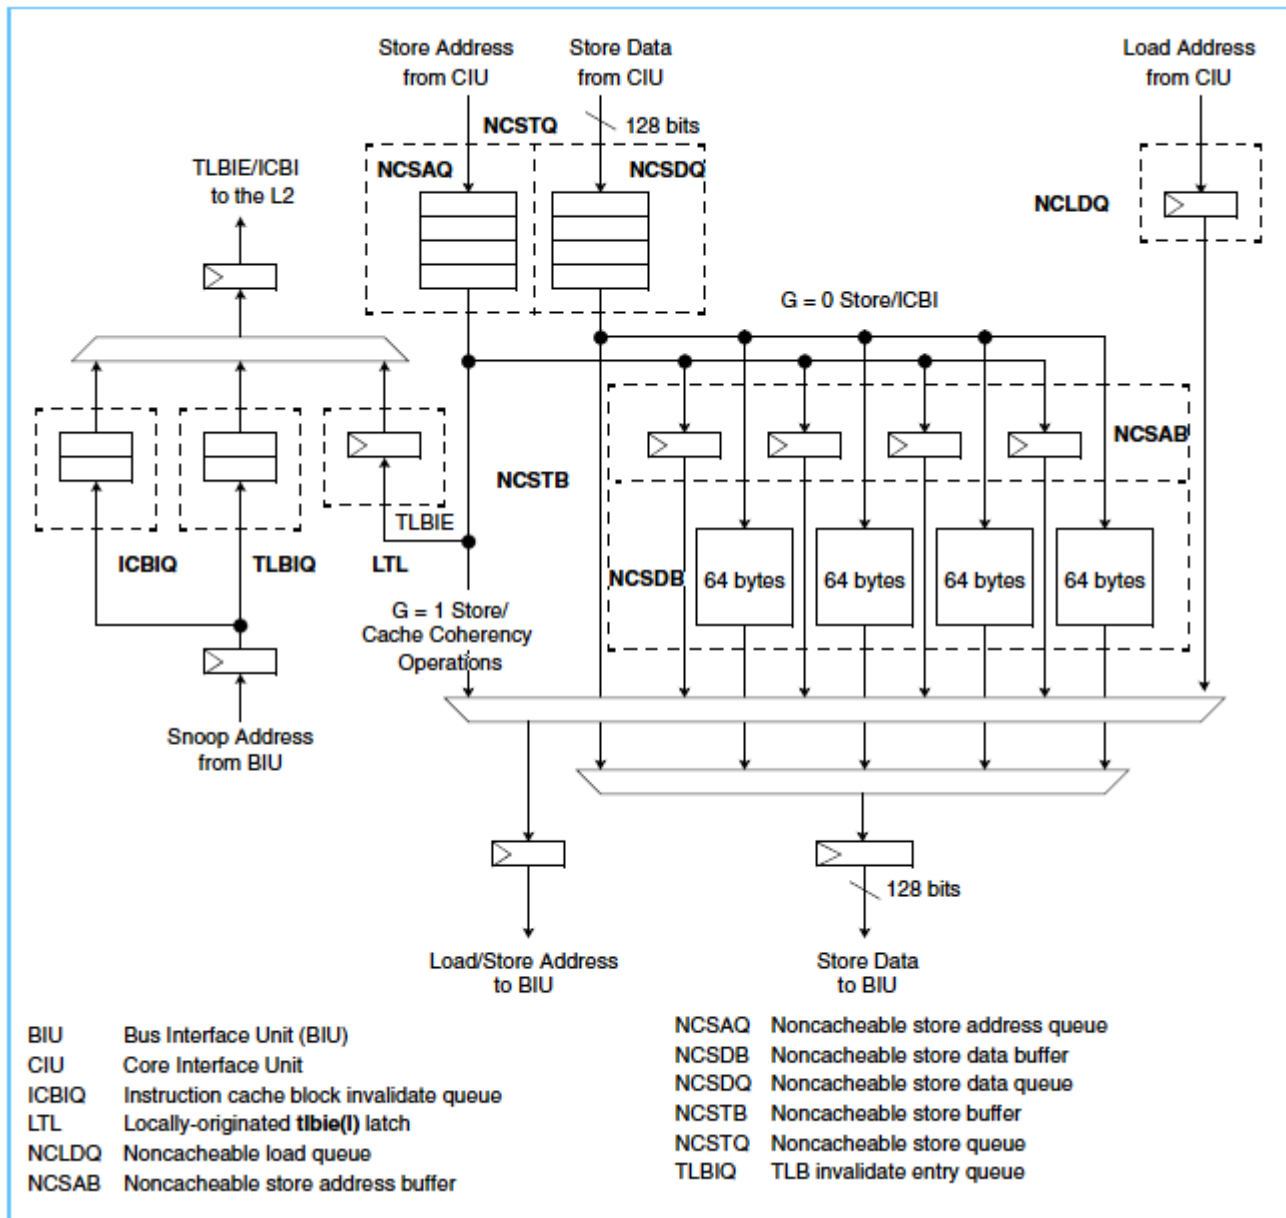 Store Address
from CIU
Store Data
from CIU
Load Address
from CIU
NCSTQ
128 bits
TLBIE/ICBI
to the L2
NCSAQ
NCSDQ
NCLDQ
G = 0 Store/ICBI
NCSAB
NCSTB
TLBIE
ICBIQ
TLBIQ
LTL
NCSDB
64 bytes
64 bytes
64 bytes
64 bytes
G = 1 Store/
Cache Coherency
Operations
Snoop Address
from BIU
128 bits
Load/Store Address
to BIU
Store Data
to BIU
BIU Bus Interface Unit (BIU)
CIU Core Interface Unit
ICBIQ Instruction cache block invalidate queue
LTL Locally-originated tlbie(l) latch
NCLDQ Noncacheable load queue
NCSAB Noncacheable store address buffer
NCSAQ Noncacheable store address queue
NCSDB Noncacheable store data buffer
NCSDQ Noncacheable store data queue
NCSTB Noncacheable store buffer
NCSTQ Noncacheable store queue
TLBIQ TLB invalidate entry queue